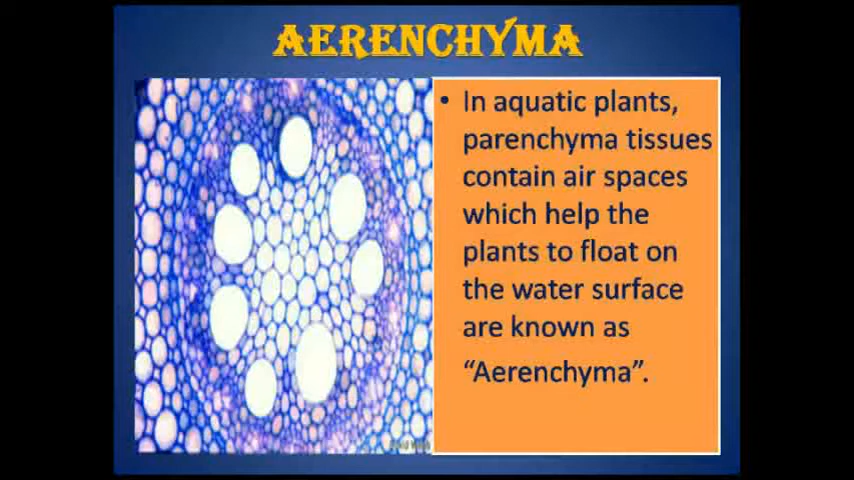 AERENCHYMA
• In aquatic plants,
parenchyma tissues
contain air spaces
which help the
plants to float on
the water surface
are known as
“Aerenchyma”.